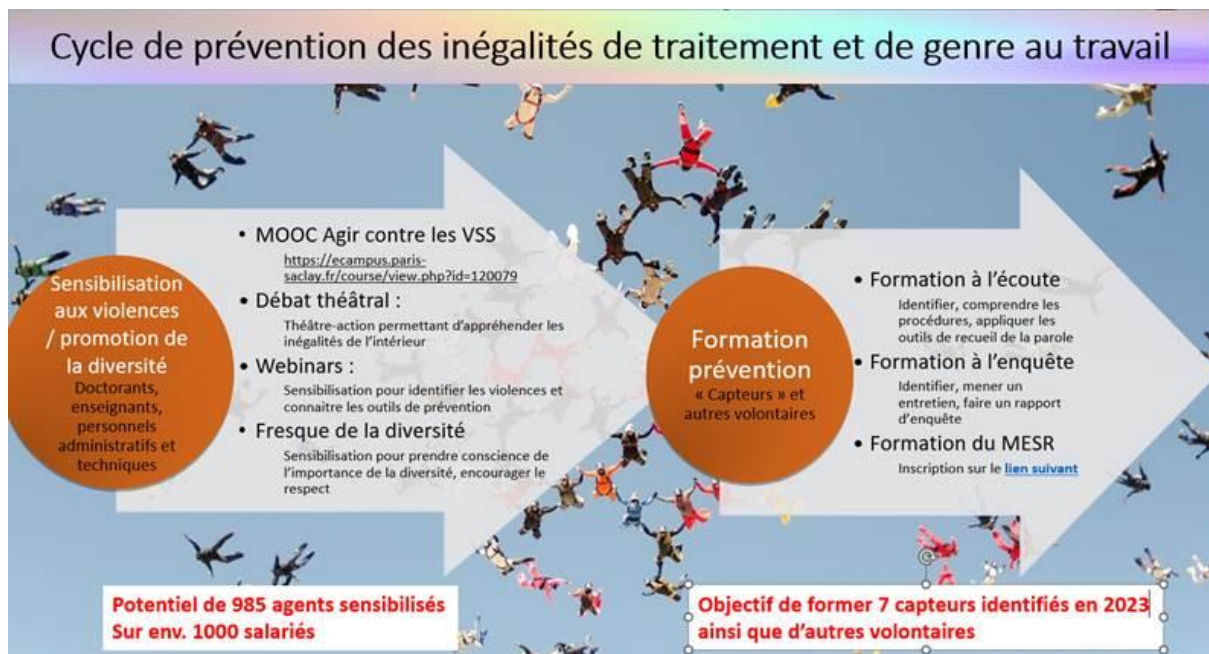 Cycle de prévention des inégalités de traitement et de genre au travail
Sensibilisation
aux violences
/ promotion de
la diversité
Doctorants,
enseignants,
personnels
administratifs et
techniques
• MOOC Agir contre les VSS
https://ecampus.paris-
saclay.fr/course/view.php?id=120079
• Débat théâtral :
Théâtre-action permettant d'appréhender les
inégalités de l'intérieur
• Webinars :
Sensibilisation pour identifier les violences et
connaitre les outils de prévention
• Fresque de la diversité
Sensibilisation pour prendre conscience de
l'importance de la diversité, encourager le
respect
Formation
prévention
« Capteurs » et
autres volontaires
• Formation à l'écoute
Identifier, comprendre les
procédures, appliquer les
outils de recueil de la parole
• Formation à l'enquête
Identifier, mener un
entretien, faire un rapport
d'enquête
• Formation du MESR
Inscription sur le lien suivant
Potentiel de 985 agents sensibilisés
Sur env. 1000 salariés
Objectif de former 7 capteurs identifiés en 2023
ainsi que d'autres volontaires